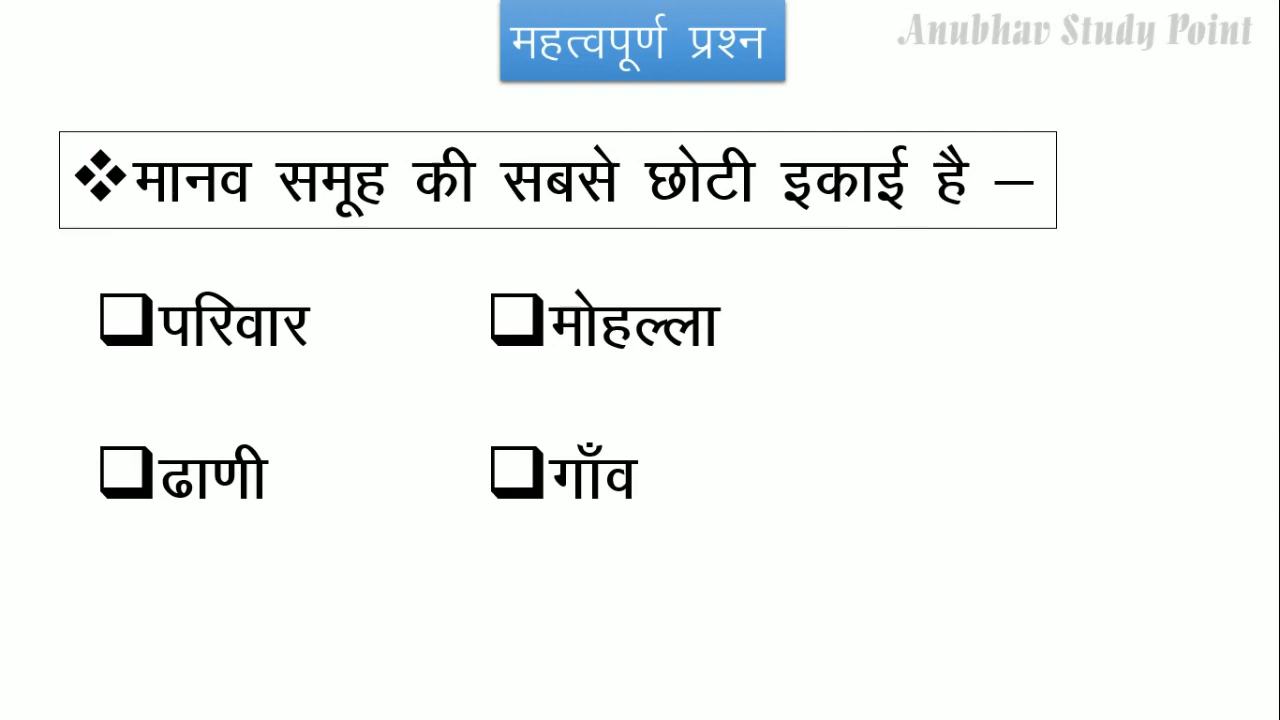 महत्वपूर्ण प्रश्न
Anubhav Study Point
❖मानव समूह की सबसे छोटी इकाई है –
❑परिवार ❑मोहल्ला
❑ढाणी ❑गाँव